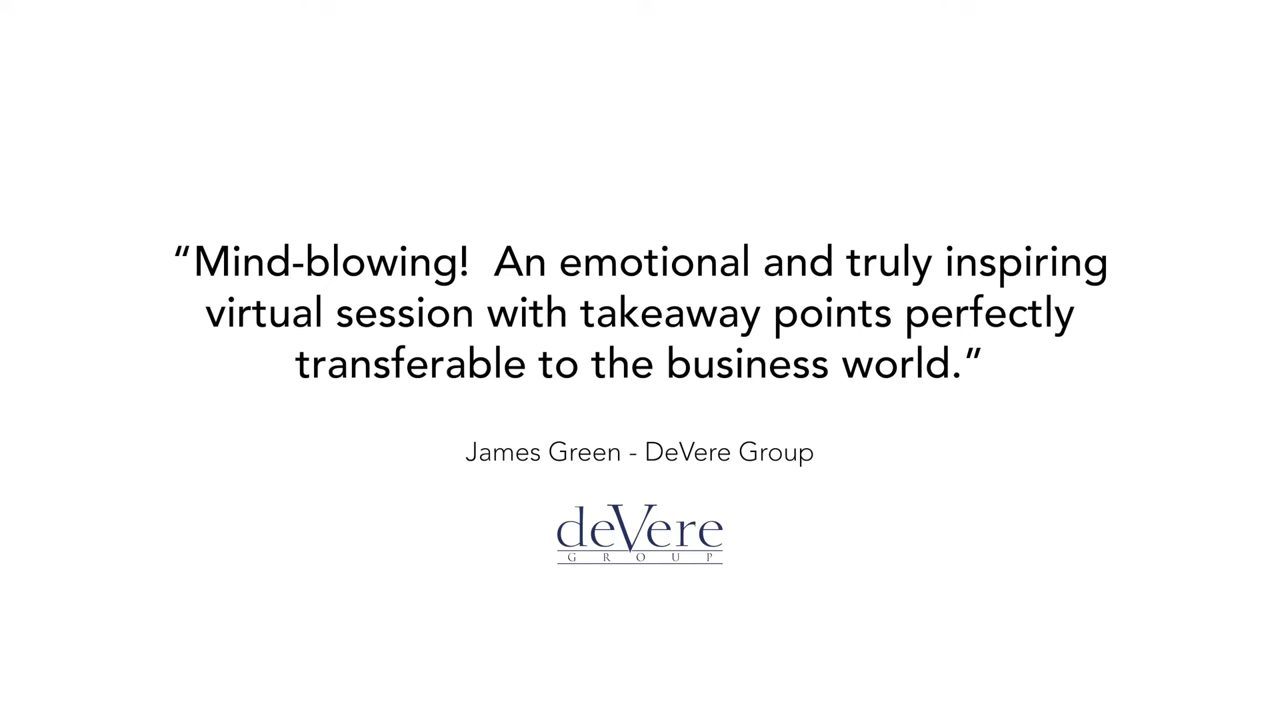 “Mind-blowing!  An emotional and truly inspiring
virtual session with takeaway points perfectly
transferable to the business world.”
James Green - DeVere Group
deVere
GROUP